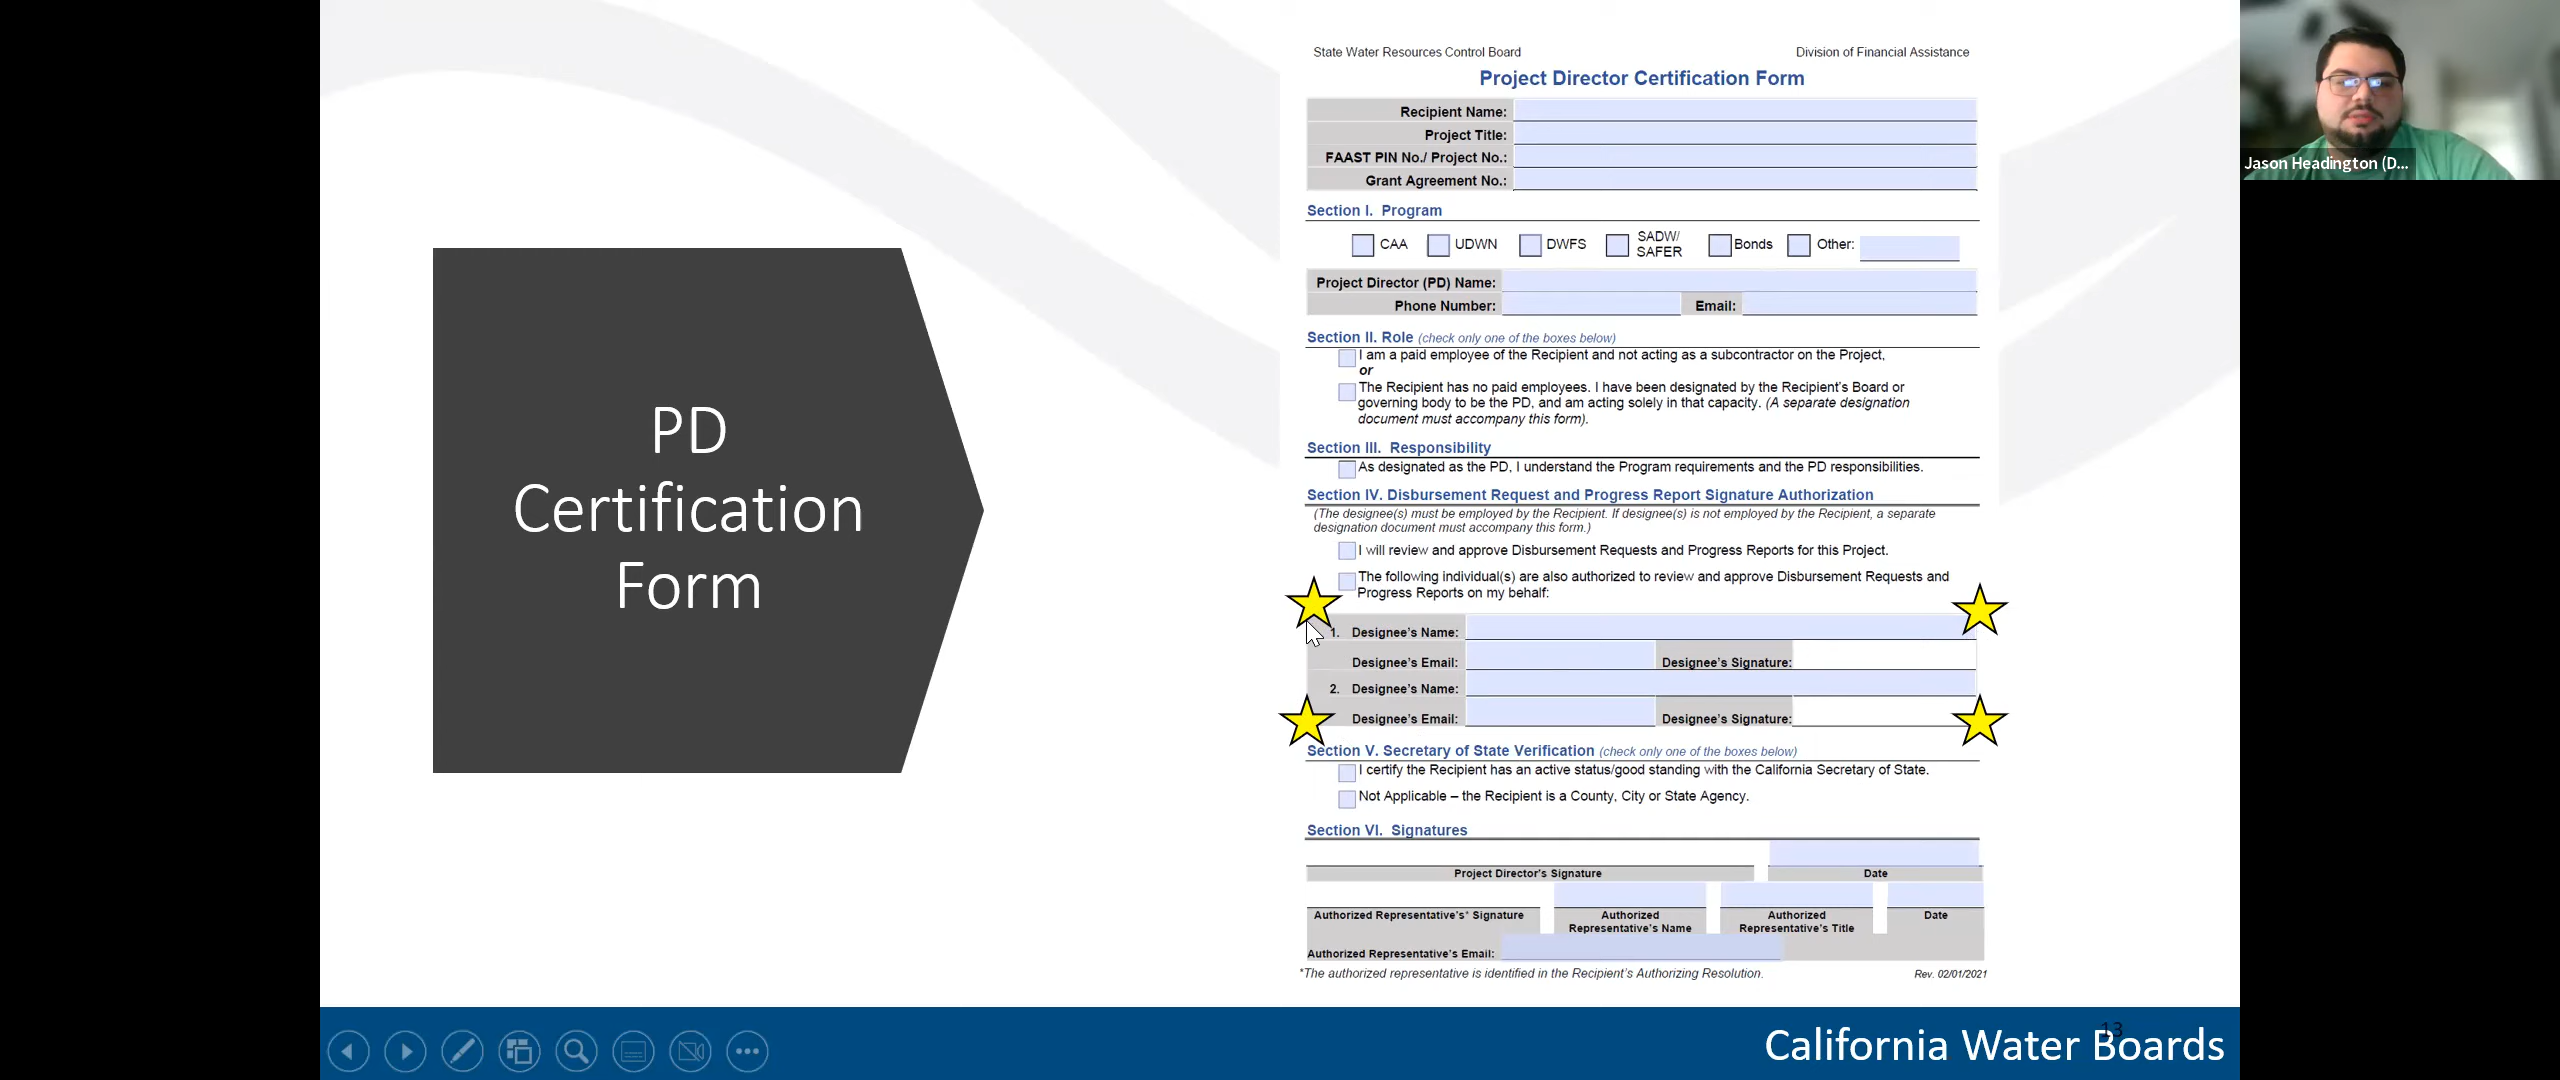 PD
Certification
Form
State Water Resources Control Board Division of Financial Assistance
Project Director Certification Form
Recipient Name:
Project Title:
FAAST PIN No./ Project No.:
Grant Agreement No.:
Section I. Program
CAA UDWN DWFS SADW/ SAFER Bonds Other:
Project Director (PD) Name:
Phone Number: Email:
Section II. Role (check only one of the boxes below)
I am a paid employee of the Recipient and not acting as a subcontractor on the Project,
or
The Recipient has no paid employees. I have been designated by the Recipient's Board or
governing body to be the PD, and am acting solely in that capacity. (A separate designation
document must accompany this form).
Section III. Responsibility
As designated as the PD, I understand the Program requirements and the PD responsibilities.
Section IV. Disbursement Request and Progress Report Signature Authorization
(The designee(s) must be employed by the Recipient. If designee(s) is not employed by the Recipient, a separate
designation document must accompany this form.)
I will review and approve Disbursement Requests and Progress Reports for this Project.
The following individual(s) are also authorized to review and approve Disbursement Requests and
Progress Reports on my behalf:
1. Designee's Name:
Designee's Email: Designee's Signature:
2. Designee's Name:
Designee's Email: Designee's Signature:
Section V. Secretary of State Verification (check only one of the boxes below)
I certify the Recipient has an active status/good standing with the California Secretary of State.
Not Applicable – the Recipient is a County, City or State Agency.
Section VI. Signatures
Project Director's Signature Date
Authorized Representative's* Signature Authorized Representative's Name Authorized Representative's Title Date
Authorized Representative's Email:
*The authorized representative is identified in the Recipient's Authorizing Resolution. Rev. 02/01/2021
13
California Water Boards
Jason Headington (D...